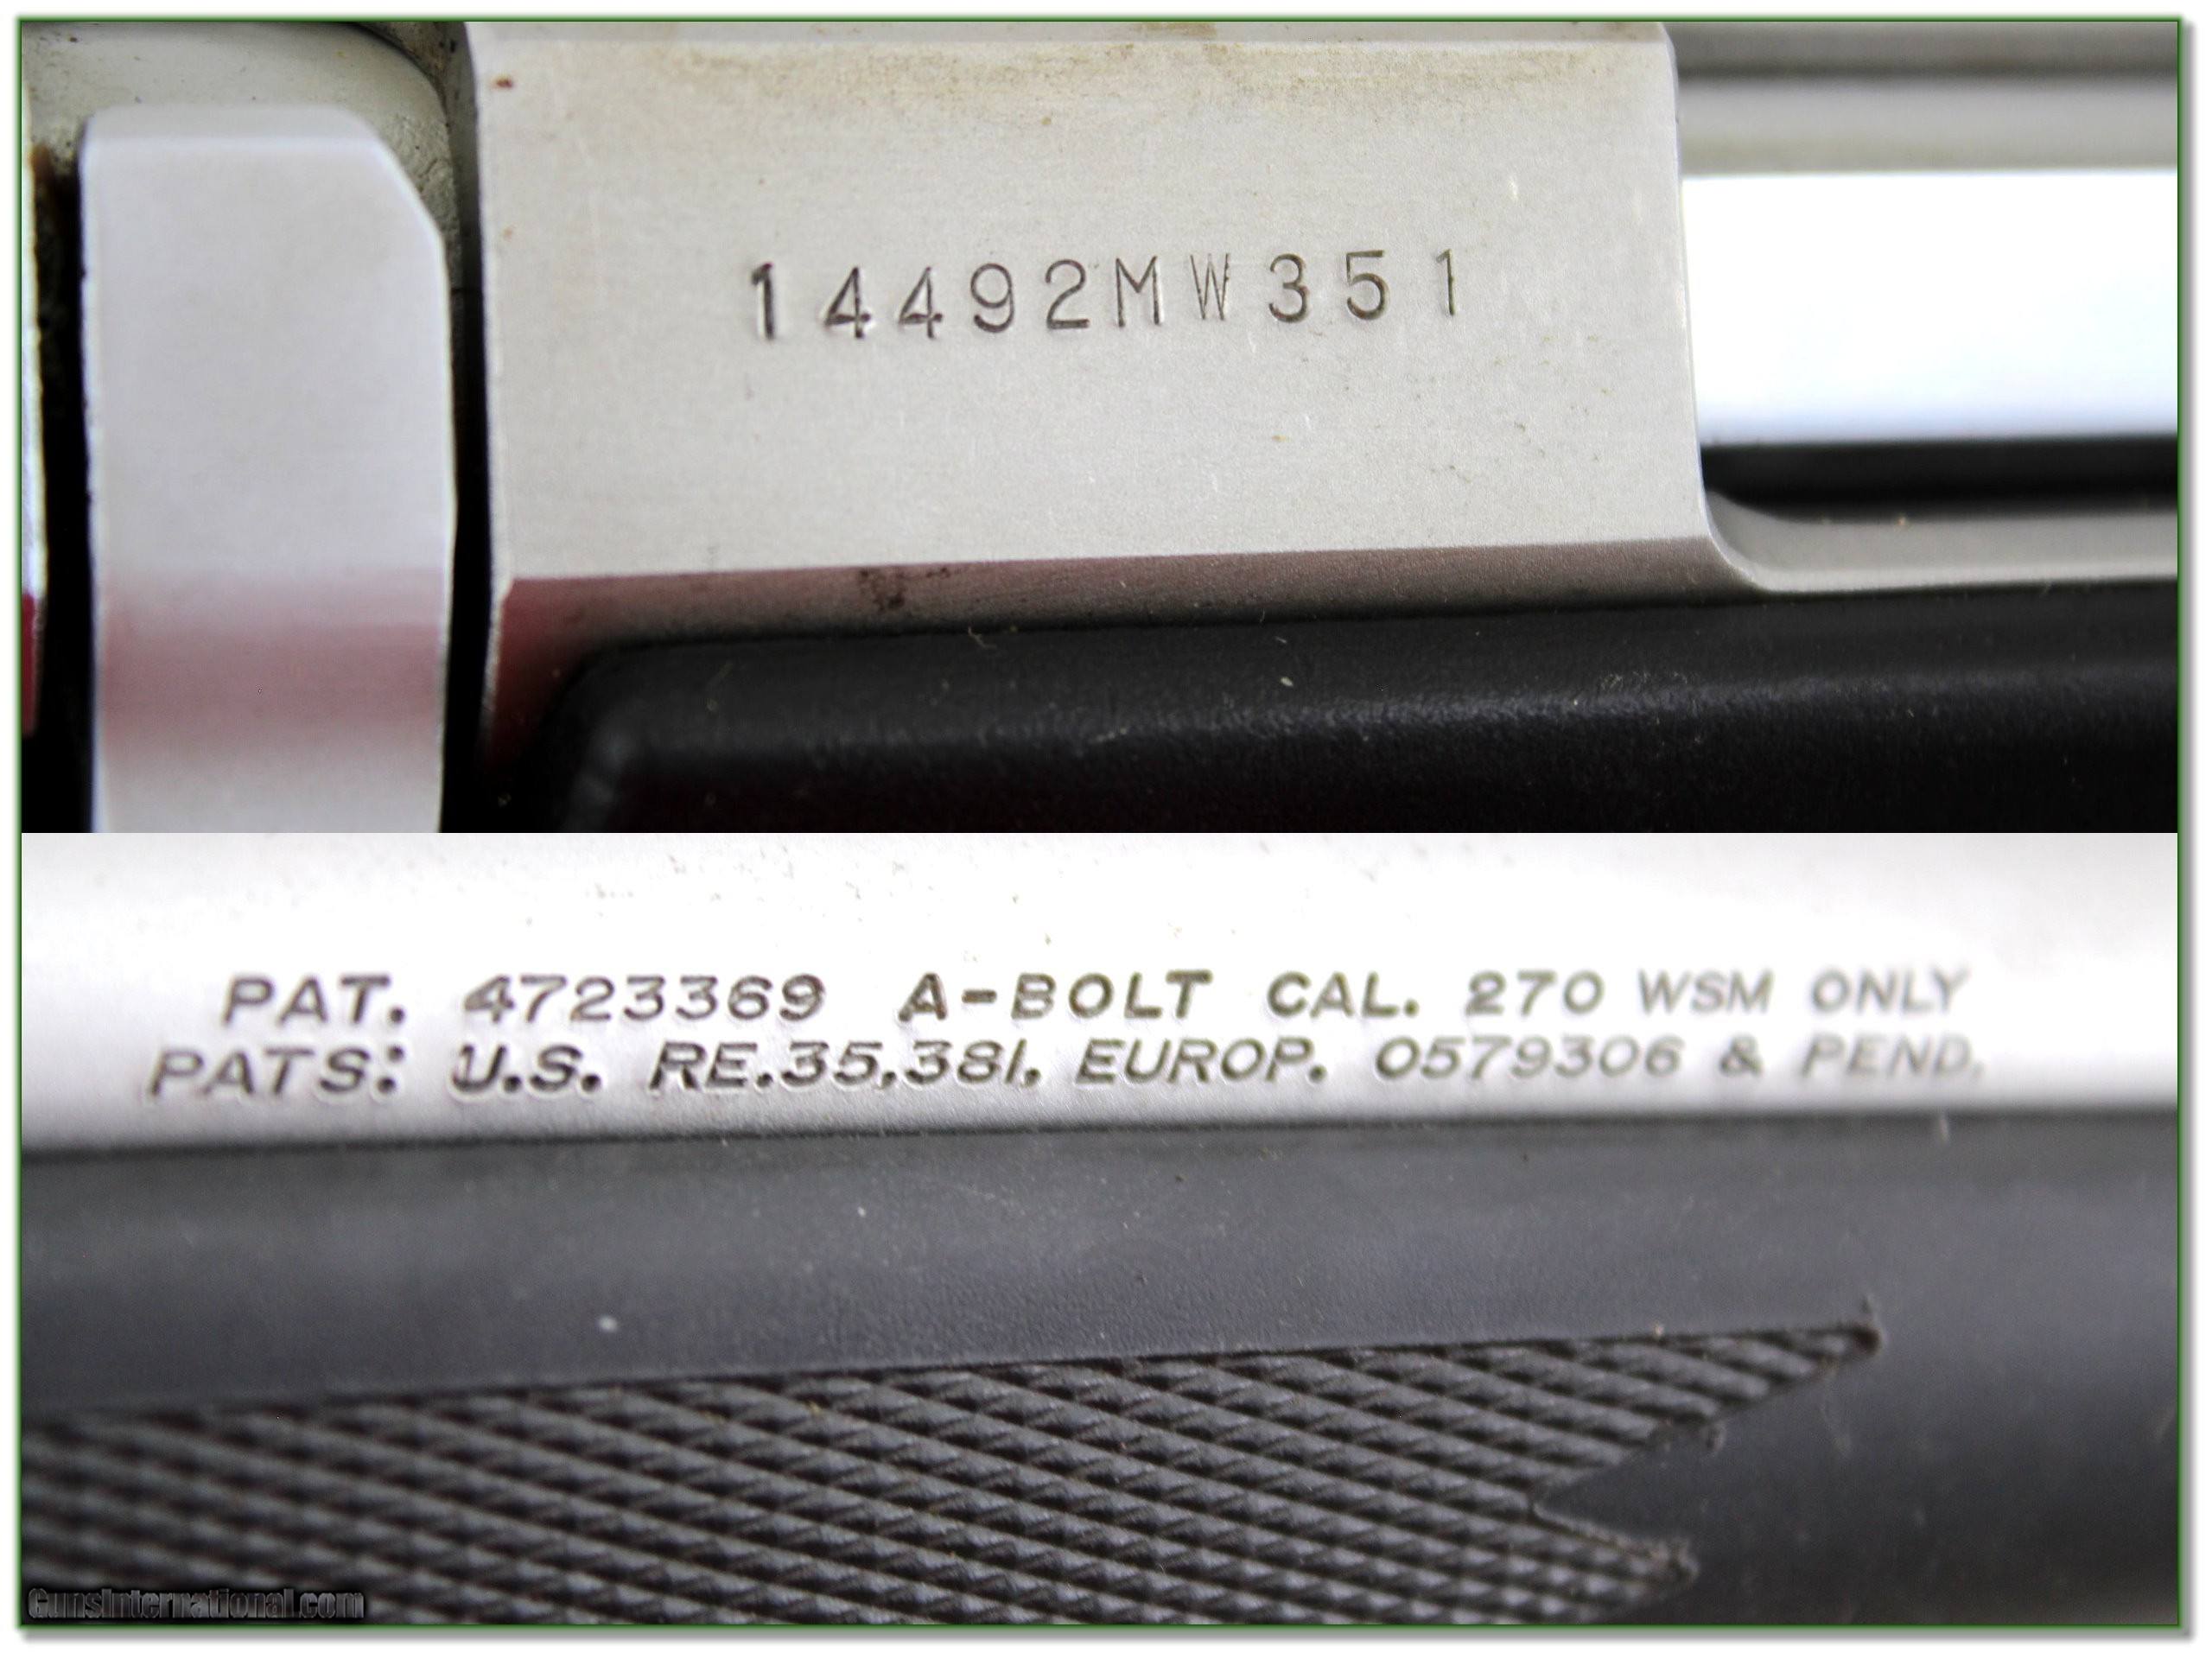 14492MW351
PAT. 4723369 A-BOLT CAL. 270 WSM ONLY
PATS: U.S. RE.35,381, EUROP. 0579306 & PEND.
GunsInternational.com